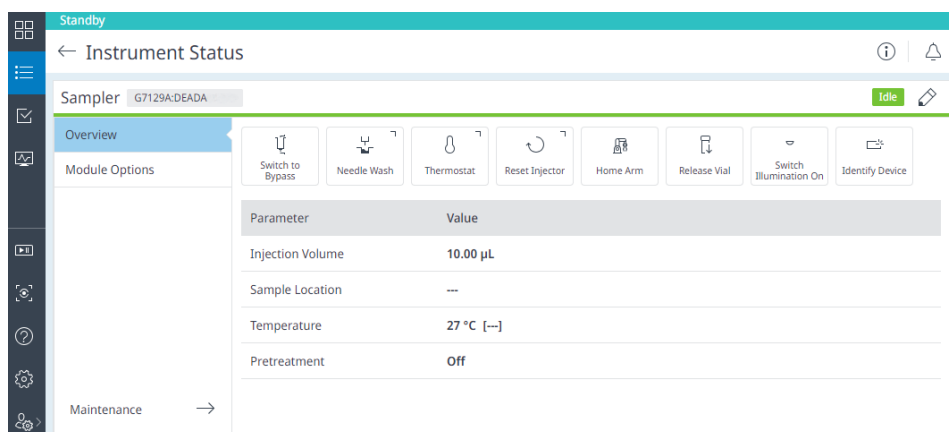 Standby
← Instrument Status
Sampler G7129A:DEADA
Idle
Overview
Module Options
Switch to Bypass
Needle Wash
Thermostat
Reset Injector
Home Arm
Release Vial
Switch Illumination On
Identify Device
Parameter Value
Injection Volume 10.00 µL
Sample Location ---
Temperature 27 °C [---]
Pretreatment Off
Maintenance →